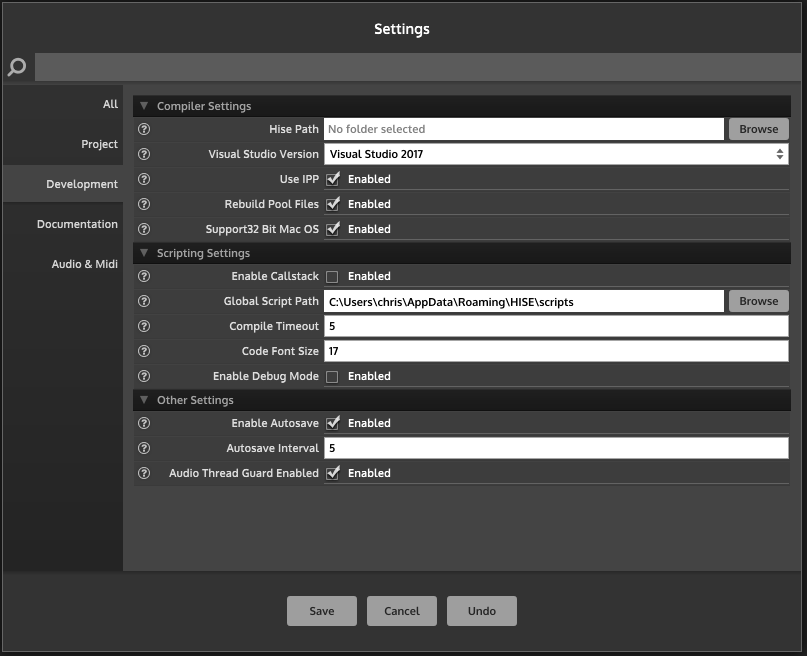 Settings
All
Project
Development
Documentation
Audio & Midi
Compiler Settings
Hise Path No folder selected Browse
Visual Studio Version Visual Studio 2017
Use IPP Enabled
Rebuild Pool Files Enabled
Support32 Bit Mac OS Enabled
Scripting Settings
Enable Callstack Enabled
Global Script Path C:\Users\chris\AppData\Roaming\HISE\scripts Browse
Compile Timeout 5
Code Font Size 17
Enable Debug Mode Enabled
Other Settings
Enable Autosave Enabled
Autosave Interval 5
Audio Thread Guard Enabled Enabled
Save Cancel Undo